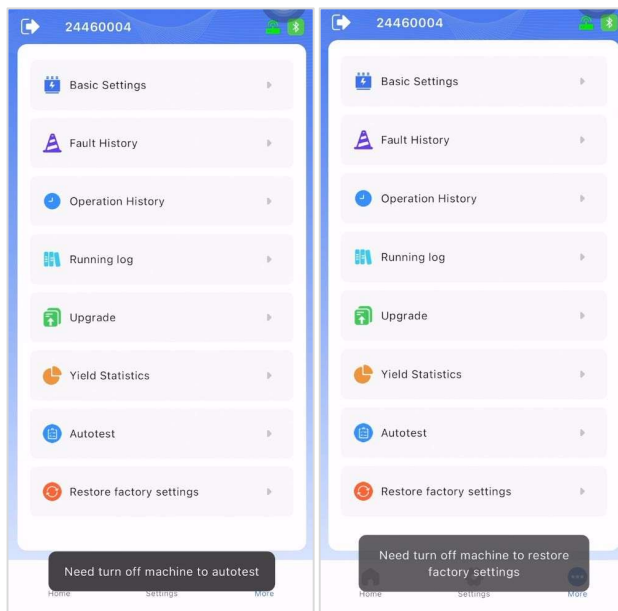 24460004
Basic Settings
Fault History
Operation History
Running log
Upgrade
Yield Statistics
Autotest
Restore factory settings
Need turn off machine to autotest
Home
Settings
More
24460004
Basic Settings
Fault History
Operation History
Running log
Upgrade
Yield Statistics
Autotest
Restore factory settings
Need turn off machine to restore
factory settings
Home
Settings
More